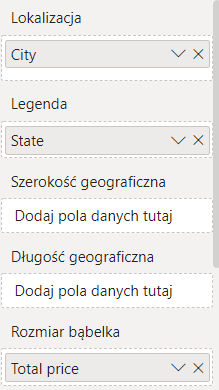 Lokalizacja
City
Legenda
State
Szerokość geograficzna
Dodaj pola danych tutaj
Długość geograficzna
Dodaj pola danych tutaj
Rozmiar bąbelka
Total price